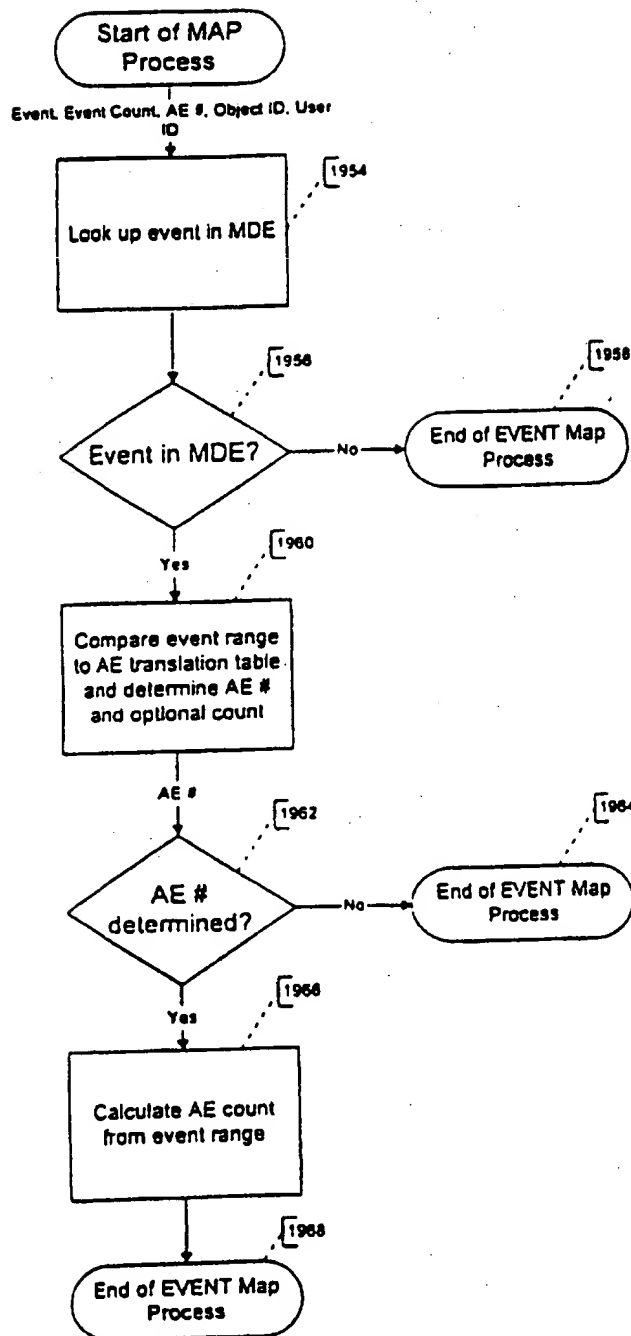 Start of MAP
Process
Event, Event Count, AE #, Object ID, User
ID
1954
Look up event in MDE
1956
1958
Event in MDE?
No
End of EVENT Map
Process
Yes
1960
Compare event range
to AE translation table
and determine AE #
and optional count
AE #
1962
1964
AE #
determined?
No
End of EVENT Map
Process
Yes
1966
Calculate AE count
from event range
1968
End of EVENT Map
Process